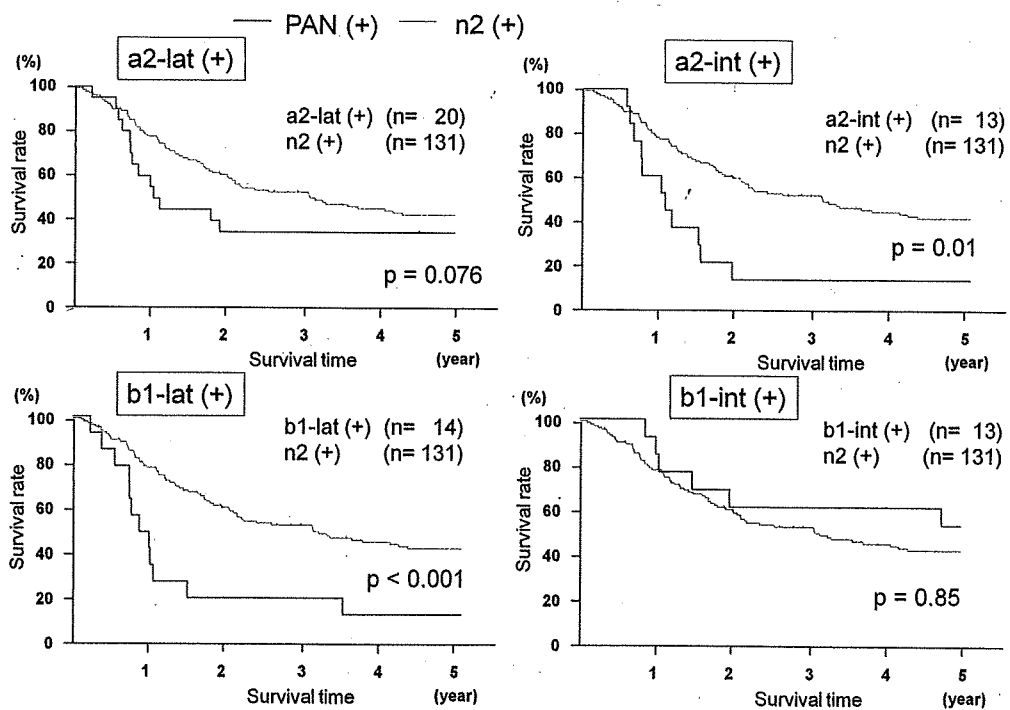 PAN (+) n2 (+)
(%)
a2-lat (+)
a2-lat (+) (n= 20)
n2 (+) (n= 131)
Survival rate
100
80
60
40
20
0
p = 0.076
1 2 3 4 5
Survival time (year)
(%)
a2-int (+)
a2-int (+) (n= 13)
n2 (+) (n= 131)
Survival rate
100
80
60
40
20
0
p = 0.01
1 2 3 4 5
Survival time (year)
(%)
b1-lat (+)
b1-lat (+) (n= 14)
n2 (+) (n= 131)
Survival rate
100
80
60
40
20
0
p < 0.001
1 2 3 4 5
Survival time (year)
(%)
b1-int (+)
b1-int (+) (n= 13)
n2 (+) (n= 131)
Survival rate
100
80
60
40
20
0
p = 0.85
1 2 3 4 5
Survival time (year)